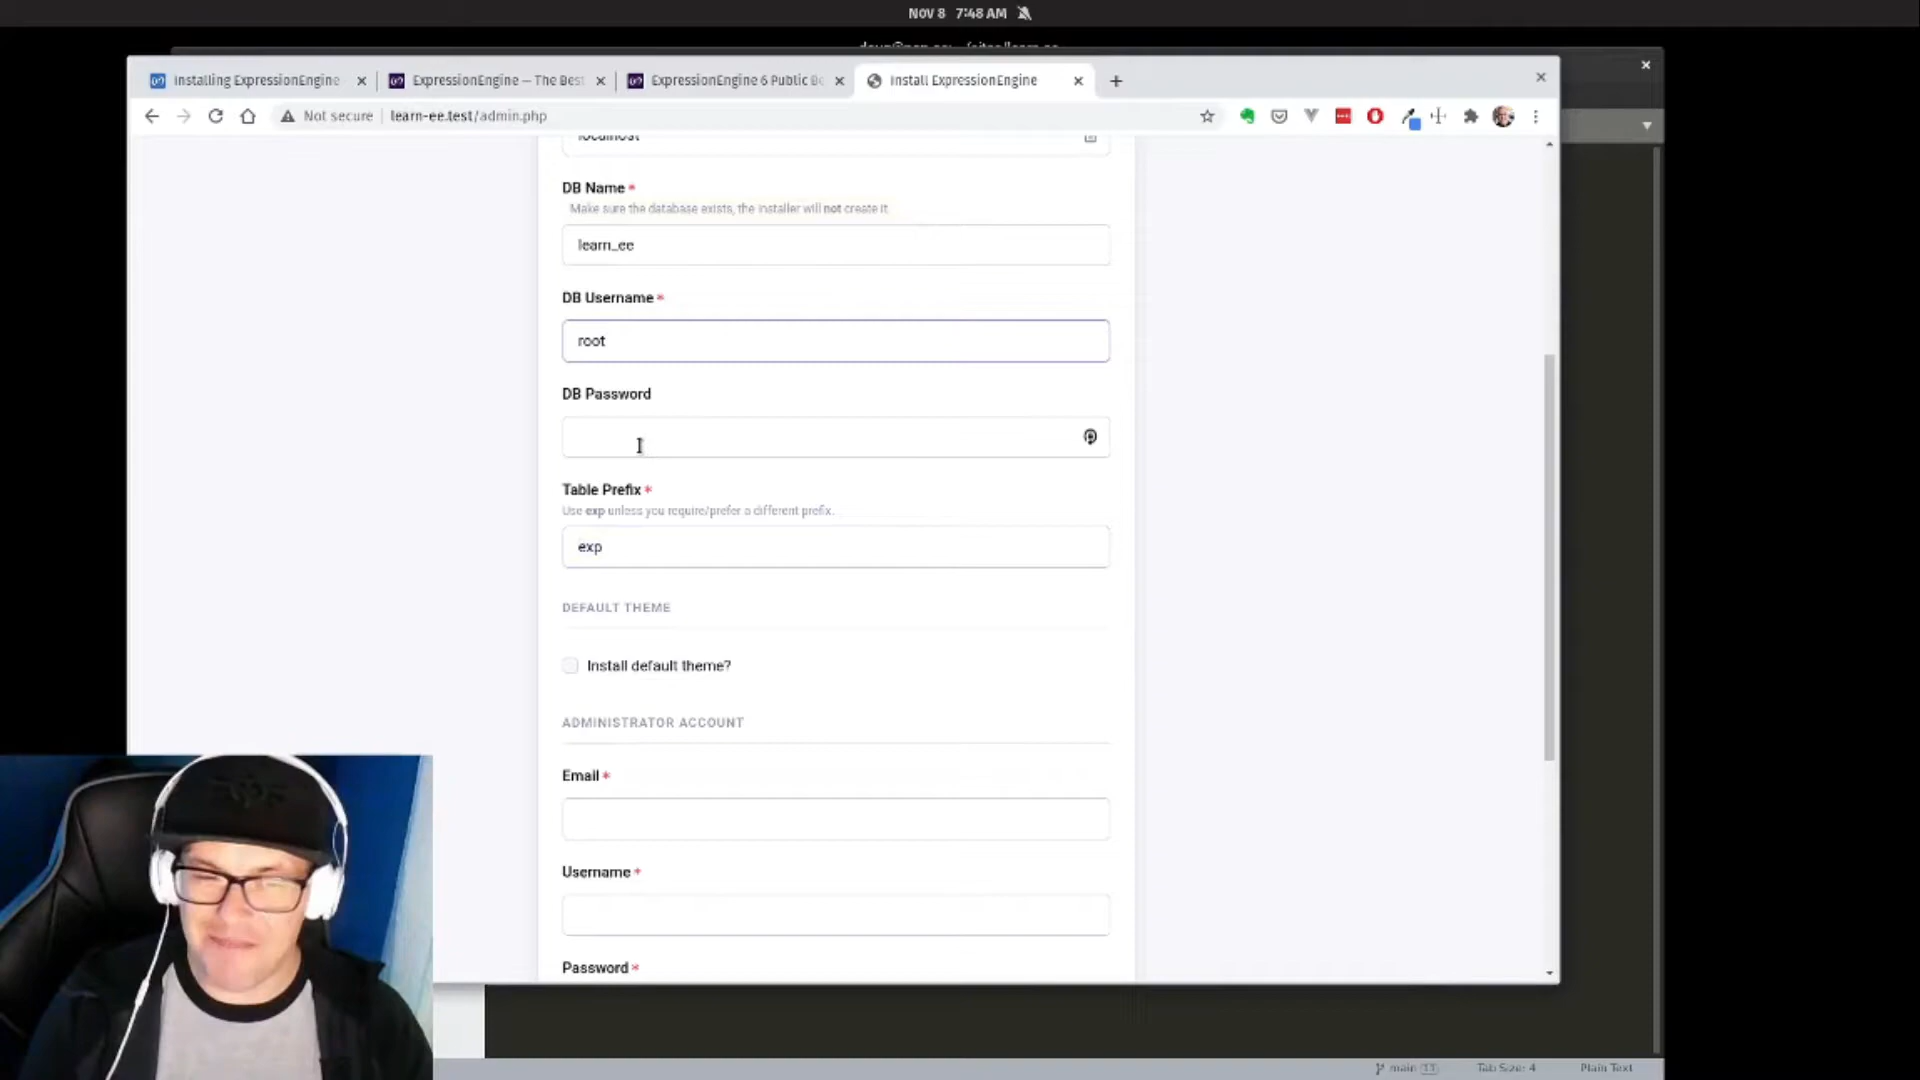 NOV 8 7:48 AM
Installing ExpressionEngine
ExpressionEngine – The Best
ExpressionEngine 6 Public Be
Install ExpressionEngine
Not secure
learn-ee.test/admin.php
localhost
DB Name *
Make sure the database exists, the installer will not create it.
learn_ee
DB Username *
root
DB Password
Table Prefix *
Use exp unless you require/prefer a different prefix.
exp
DEFAULT THEME
Install default theme?
ADMINISTRATOR ACCOUNT
Email *
Username *
Password *
main
Tab Size: 4
Plain Text